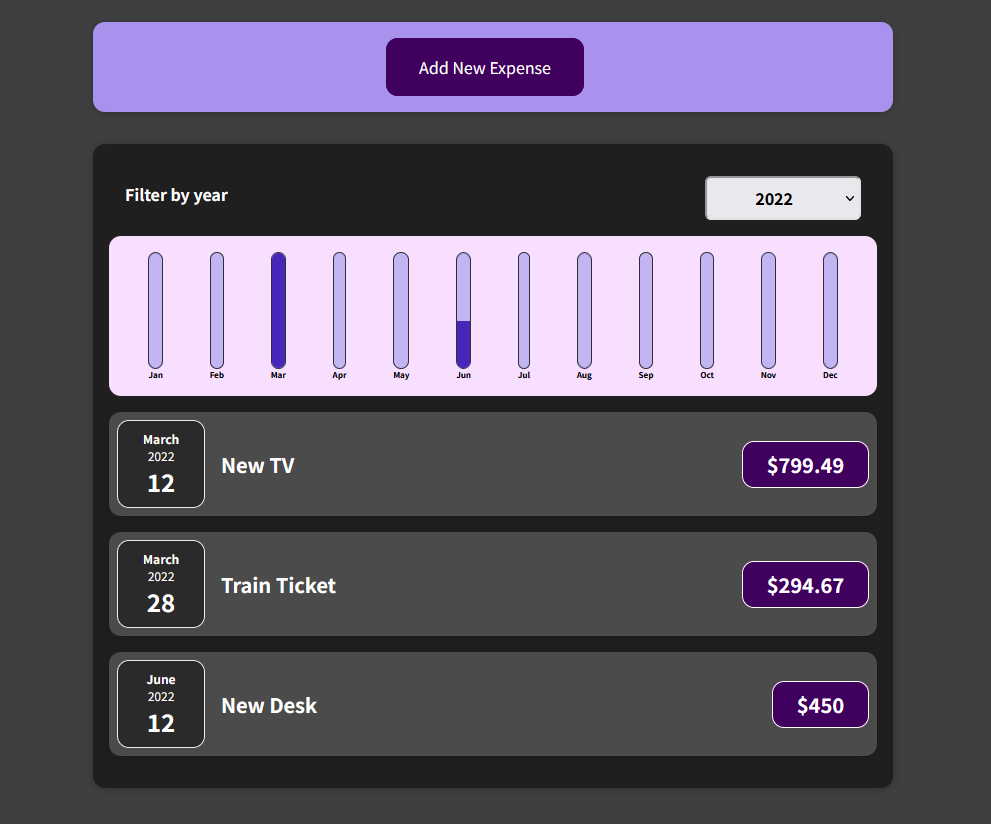 Add New Expense
Filter by year
2022
Jan Feb Mar Apr May Jun Jul Aug Sep Oct Nov Dec
March
2022
12
New TV
$799.49
March
2022
28
Train Ticket
$294.67
June
2022
12
New Desk
$450